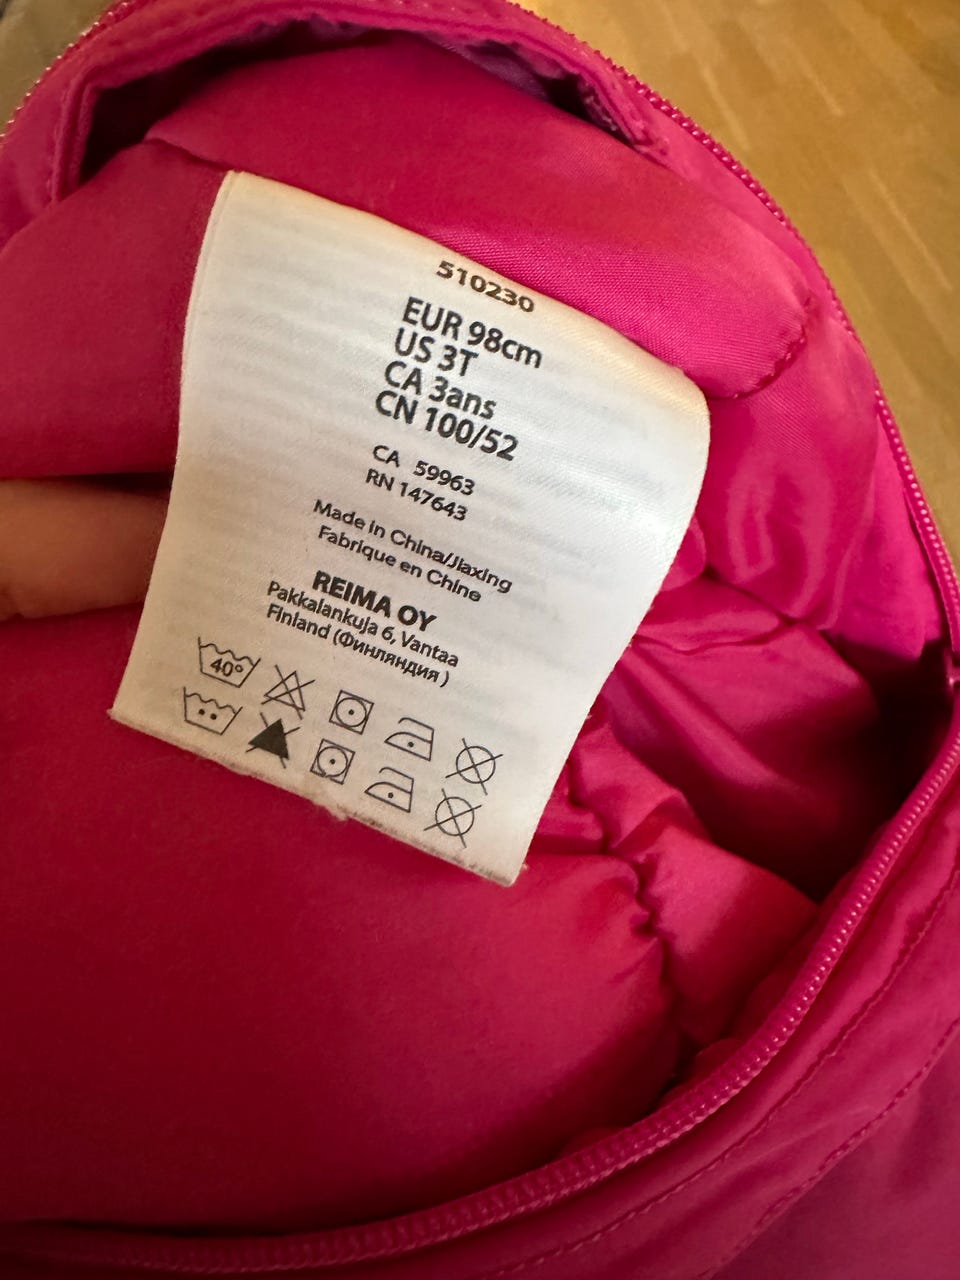 510230
EUR 98cm
US 3T
CA 3ans
CN 100/52
CA 59963
RN 147643
Made in China/Jiaxing
Fabrique en Chine
REIMA OY
Pakkalankuja 6, Vantaa
Finland (Финляндия)
40°